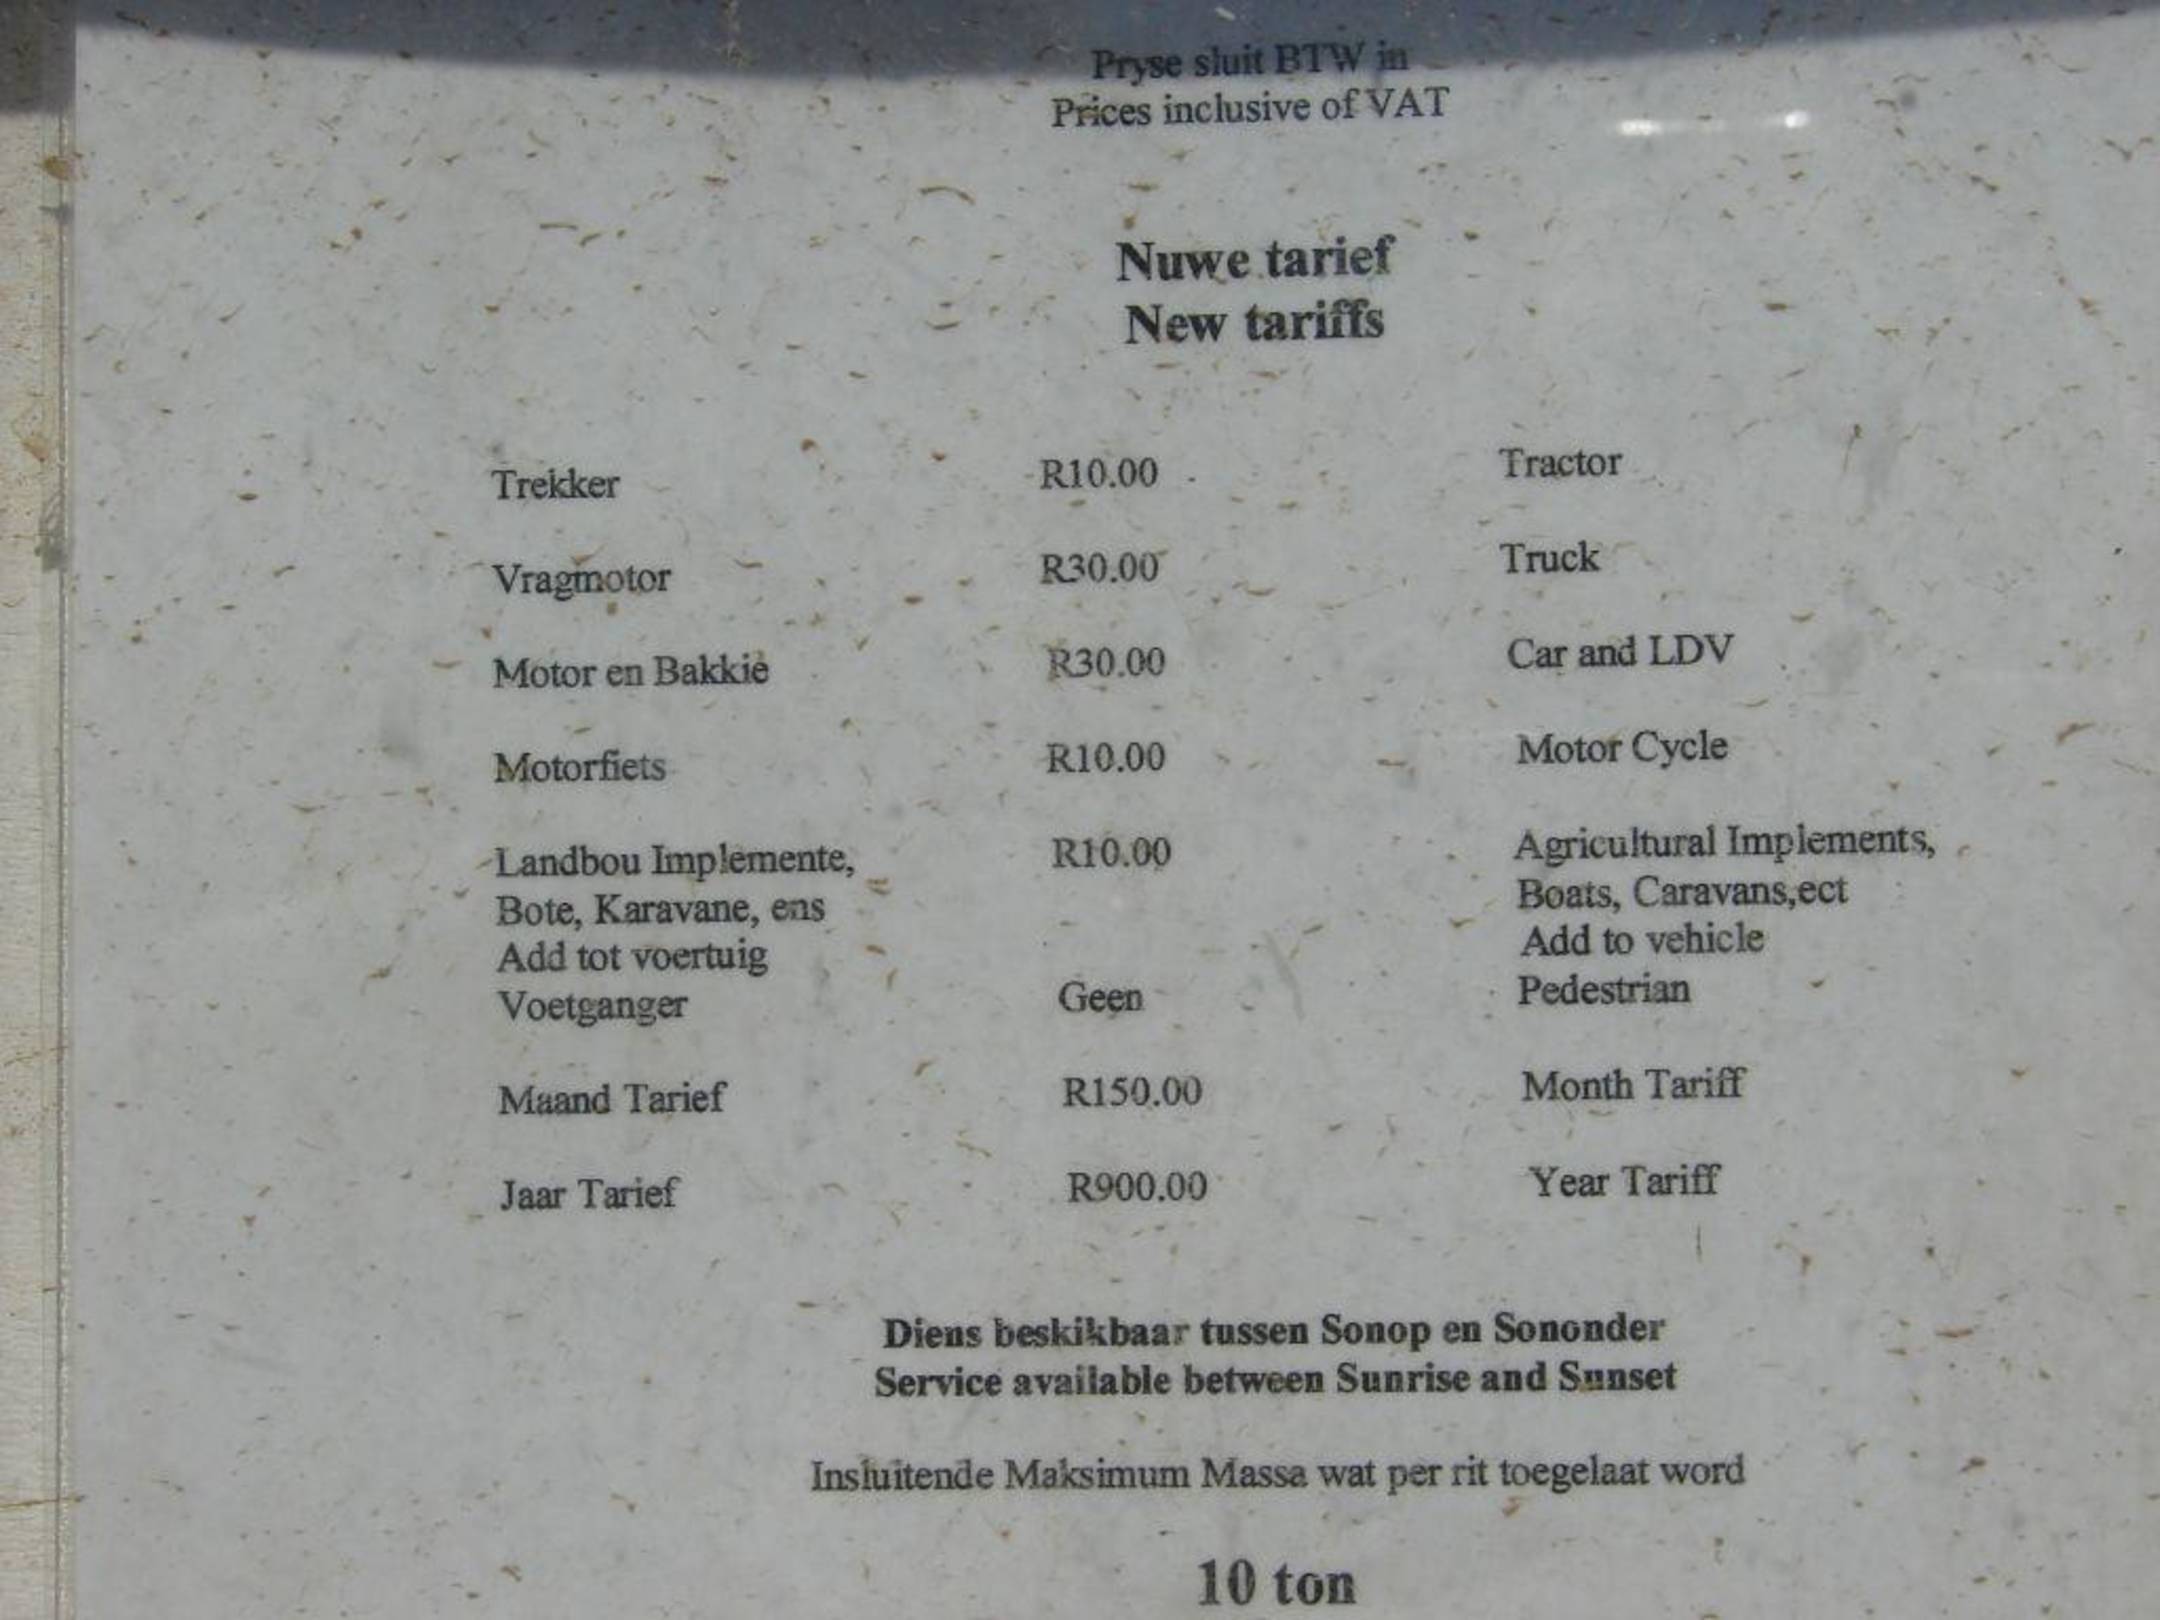 Pryse sluit BTW in
Prices inclusive of VAT
Nuwe tarief
New tariffs
Trekker R10.00 Tractor
Vragmotor R30.00 Truck
Motor en Bakkie R30.00 Car and LDV
Motorfiets R10.00 Motor Cycle
Landbou Implemente, R10.00 Agricultural Implements,
Bote, Karavane, ens Boats, Caravans,ect
Add tot voertuig Add to vehicle
Voetganger Geen Pedestrian
Maand Tarief R150.00 Month Tariff
Jaar Tarief R900.00 Year Tariff
Diens beskikbaar tussen Sonop en Sononder
Service available between Sunrise and Sunset
Insluitende Maksimum Massa wat per rit toegelaat word
10 ton